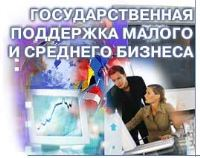 ГОСУДАРСТВЕННАЯ
ПОДДЕРЖКА МАЛОГО
И СРЕДНЕГО БИЗНЕСА